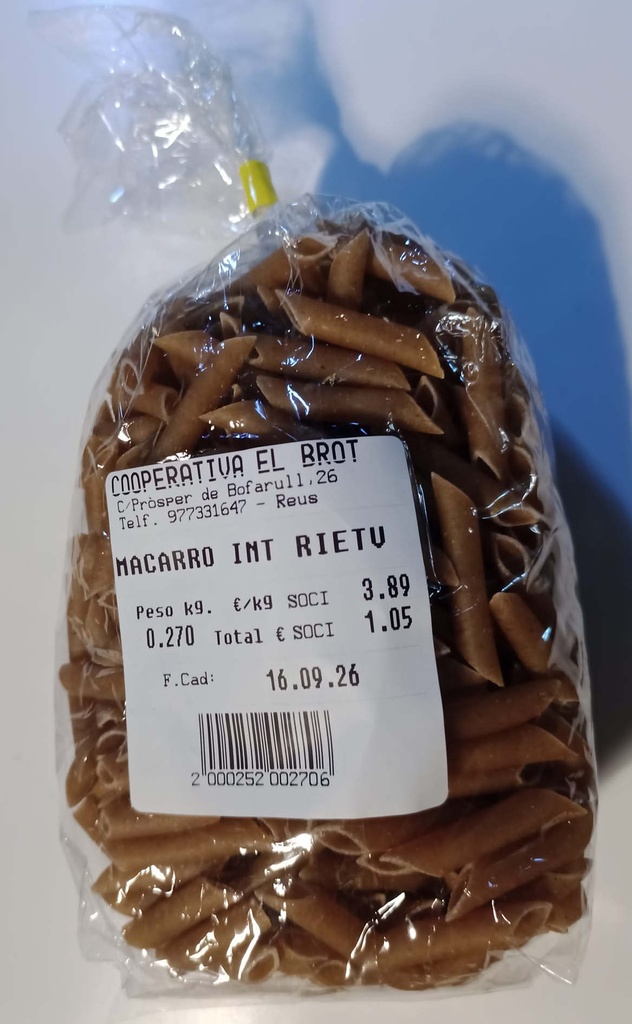 COOPERATIVA EL BROT
C/Pròsper de Bofarull,26
Telf. 977331647 - Reus
MACARRO INT RIETV
Peso kg. €/kg SOCI 3.89
0.270 Total € SOCI 1.05
F.Cad: 16.09.26
2 000252 002706